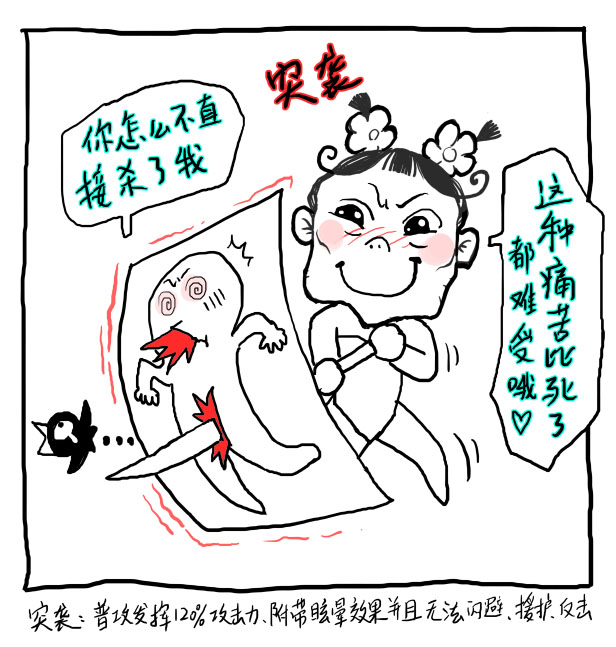 突袭
你怎么不直
接杀了我
这种痛苦比死了
都难受哦♡
突袭：普攻发挥120%攻击力、附带眩晕效果并且无法闪避、援护、反击